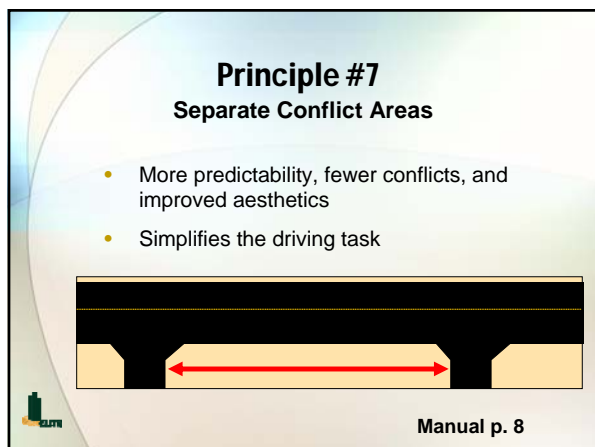 Principle #7
Separate Conflict Areas
• More predictability, fewer conflicts, and
improved aesthetics
• Simplifies the driving task
Manual p. 8